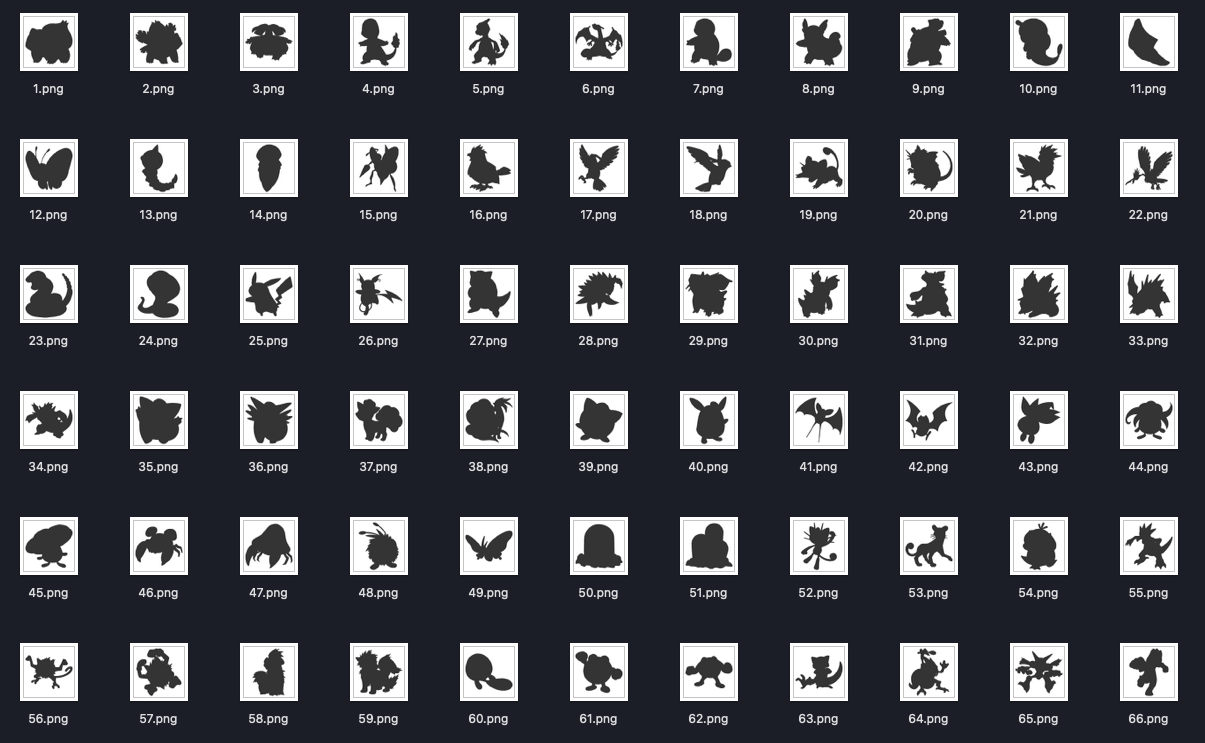 1.png 2.png 3.png 4.png 5.png 6.png 7.png 8.png 9.png 10.png 11.png
12.png 13.png 14.png 15.png 16.png 17.png 18.png 19.png 20.png 21.png 22.png
23.png 24.png 25.png 26.png 27.png 28.png 29.png 30.png 31.png 32.png 33.png
34.png 35.png 36.png 37.png 38.png 39.png 40.png 41.png 42.png 43.png 44.png
45.png 46.png 47.png 48.png 49.png 50.png 51.png 52.png 53.png 54.png 55.png
56.png 57.png 58.png 59.png 60.png 61.png 62.png 63.png 64.png 65.png 66.png